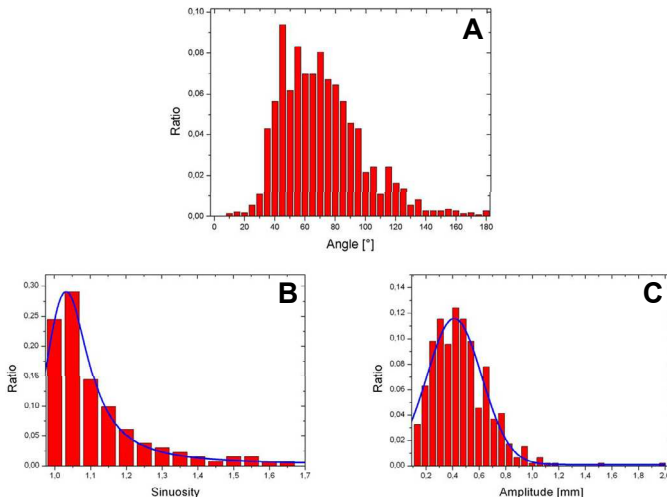 A
0,10
0,08
0,06
0,04
0,02
0,00
Ratio
0 20 40 60 80 100 120 140 160 180
Angle [°]
B
0,30
0,25
0,20
0,15
0,10
0,05
0,00
Ratio
1,0 1,1 1,2 1,3 1,4 1,5 1,6 1,7
Sinuosity
C
0,14
0,12
0,10
0,08
0,06
0,04
0,02
0,00
Ratio
0,2 0,4 0,6 0,8 1,0 1,2 1,4 1,6 1,8 2,0
Amplitude [mm]